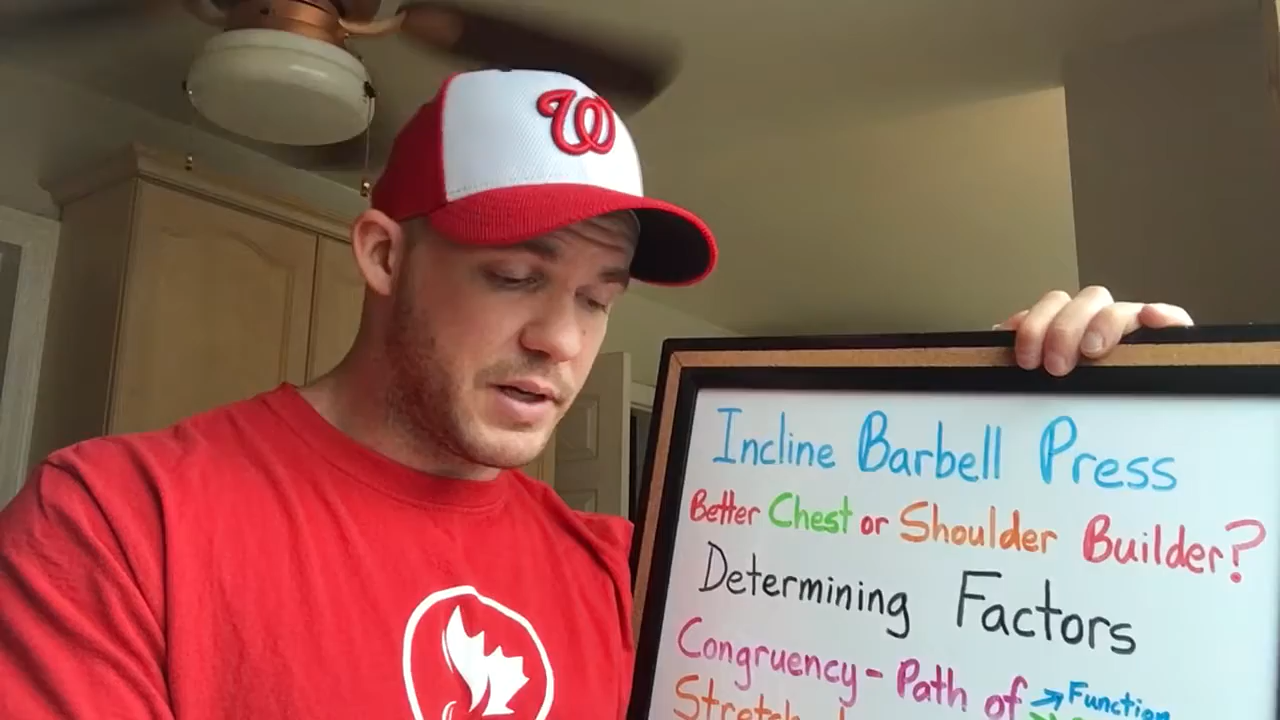 W
Incline Barbell Press
Better Chest or Shoulder Builder?
Determining Factors
Congruency - Path of → Function